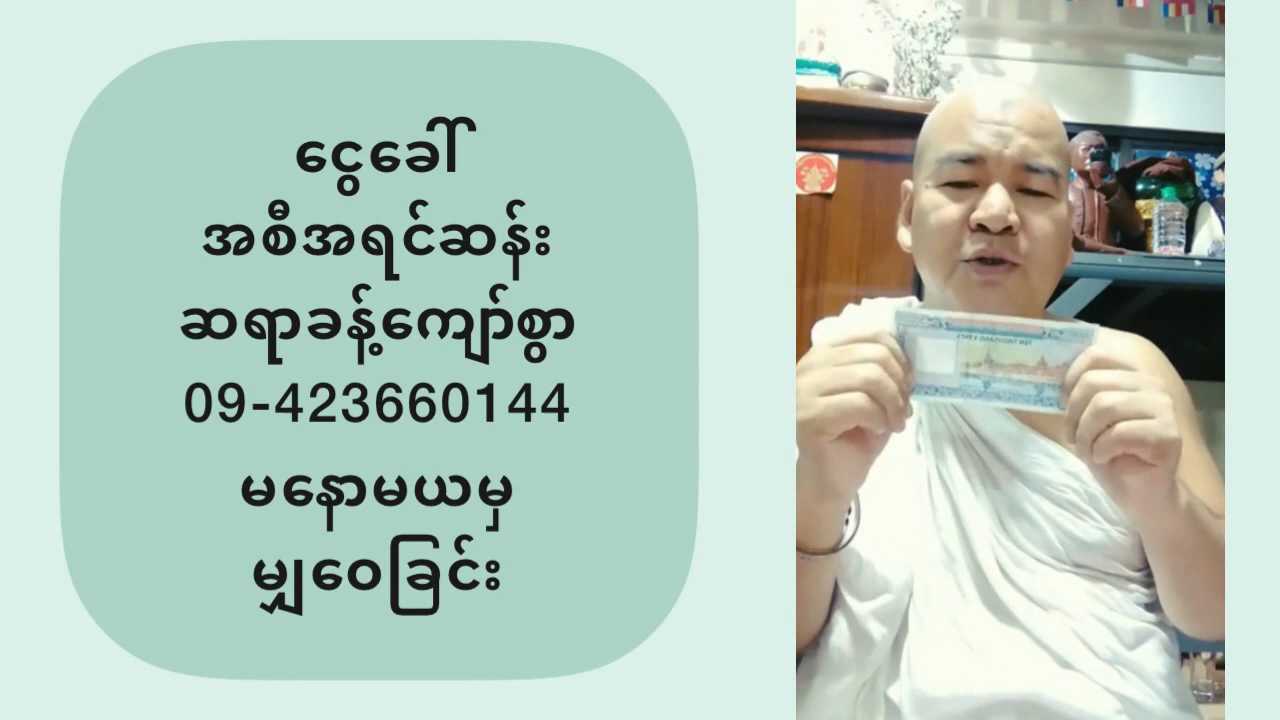 ငွေခေါ်
အစီအရင်ဆန်း
ဆရာခန့်ကျော်စွာ
09-423660144
မနောမယမှ
မျှဝေခြင်း